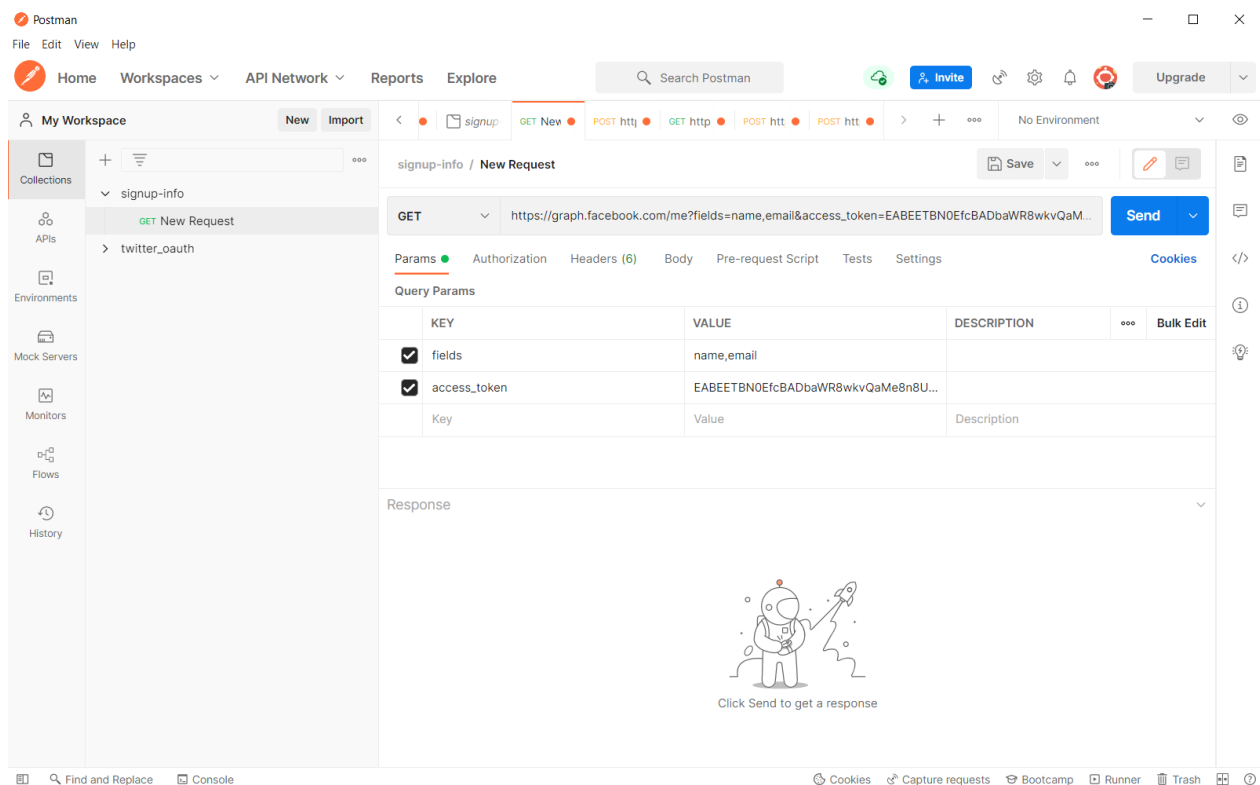 Postman
File Edit View Help
Home Workspaces API Network Reports Explore Search Postman Invite Upgrade
My Workspace New Import
signup GET New POST http GET http POST htt POST htt No Environment
Collections
APIs
Environments
Mock Servers
Monitors
Flows
History
signup-info
GET New Request
twitter_oauth
signup-info / New Request Save
GET https://graph.facebook.com/me?fields=name,email&access_token=EABEETBN0EfcBADbaWR8wkvQaM... Send
Params Authorization Headers (6) Body Pre-request Script Tests Settings Cookies
Query Params
KEY VALUE DESCRIPTION Bulk Edit
fields name,email
access_token EABEETBN0EfcBADbaWR8wkvQaMe8n8U...
Key Value Description
Response
Click Send to get a response
Find and Replace Console Cookies Capture requests Bootcamp Runner Trash